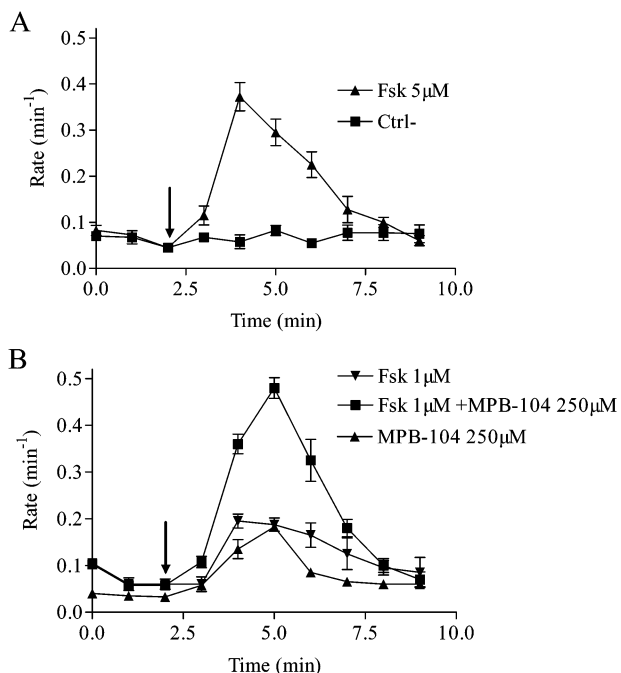 A
0.5
0.4
0.3
0.2
0.1
0.0
Rate (min-1)
Fsk 5μM
Ctrl-
0.0 2.5 5.0 7.5 10.0
Time (min)
B
0.5
0.4
0.3
0.2
0.1
0.0
Rate (min-1)
Fsk 1μM
Fsk 1μM +MPB-104 250μM
MPB-104 250μM
0.0 2.5 5.0 7.5 10.0
Time (min)